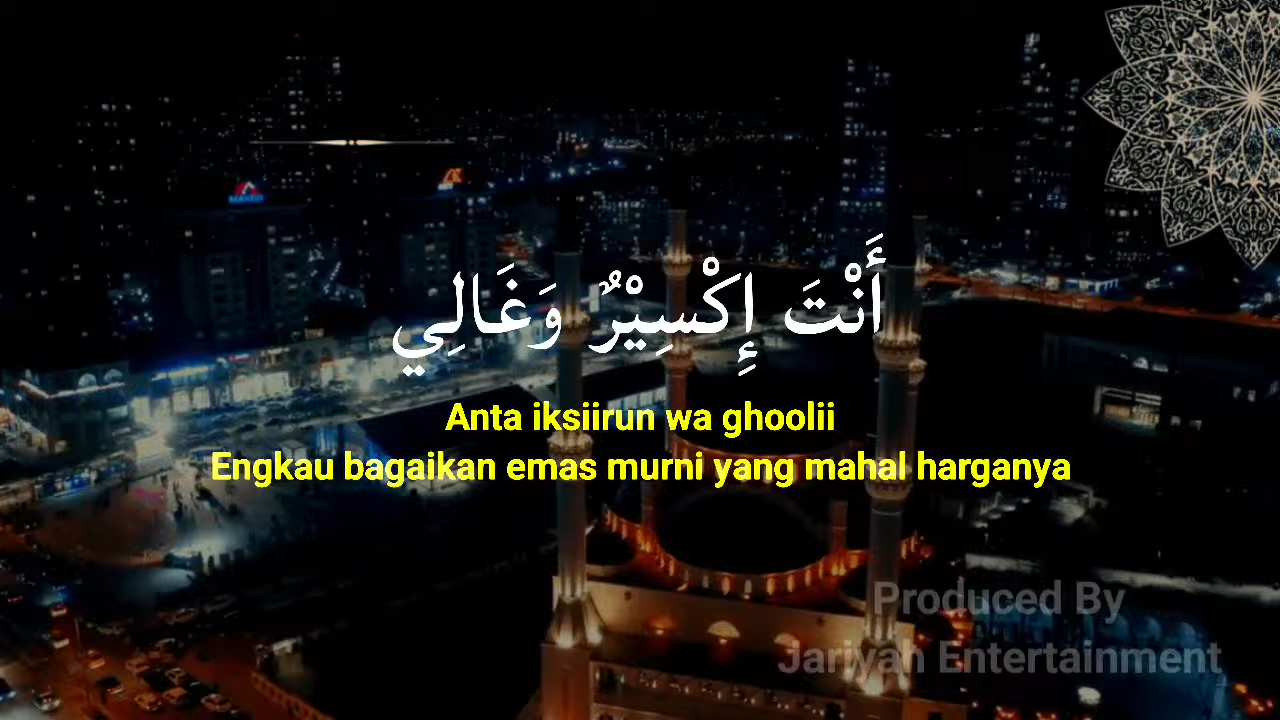 أَنْتَ إِكْسِيْرٌ وَغَالِي
Anta iksiirun wa ghoolii
Engkau bagaikan emas murni yang mahal harganya
Produced By
Jariyah Entertainment